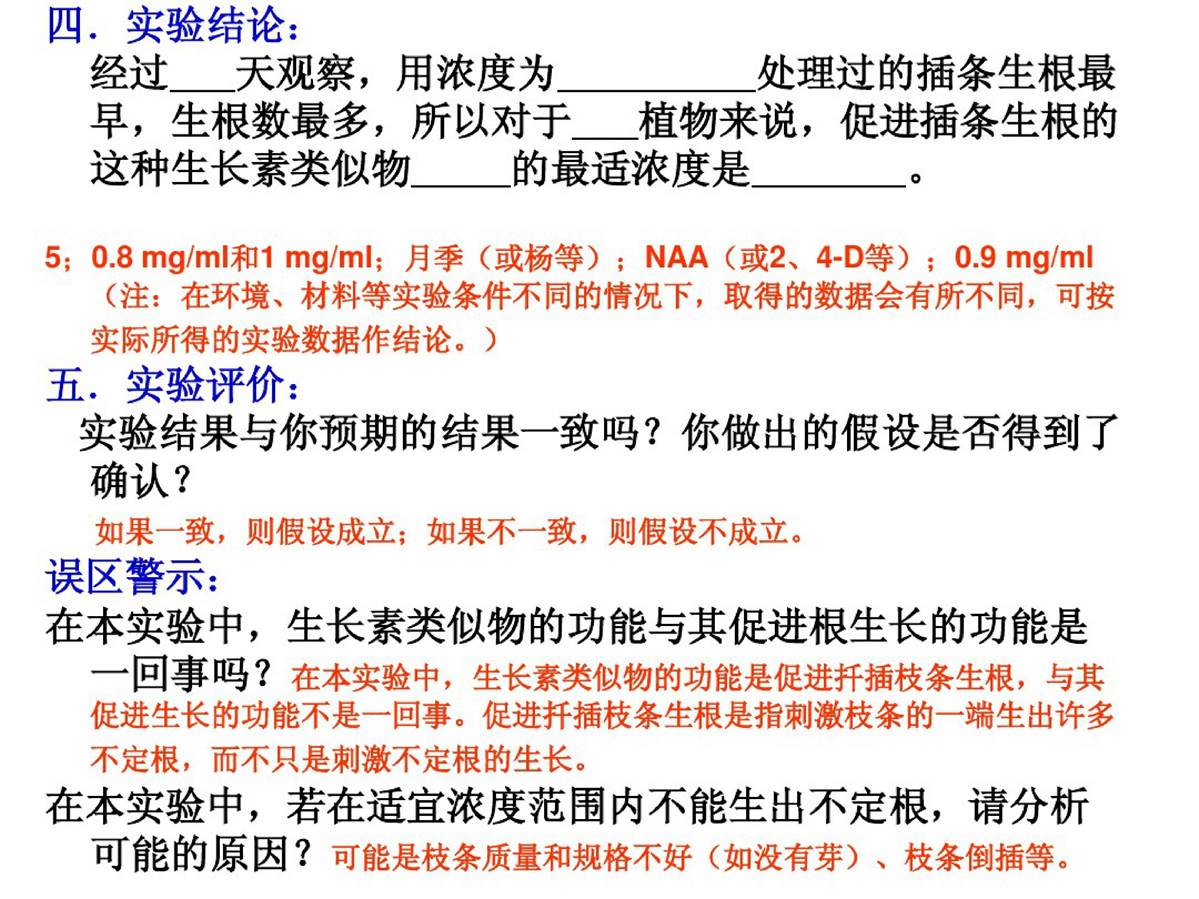 四．实验结论：
经过___天观察，用浓度为_________处理过的插条生根最
早，生根数最多，所以对于___植物来说，促进插条生根的
这种生长素类似物____的最适浓度是_______。
5；0.8 mg/ml和1 mg/ml；月季（或杨等）；NAA（或2、4-D等）；0.9 mg/ml
（注：在环境、材料等实验条件不同的情况下，取得的数据会有所不同，可按
实际所得的实验数据作结论。）
五．实验评价：
实验结果与你预期的结果一致吗？你做出的假设是否得到了
确认？
如果一致，则假设成立；如果不一致，则假设不成立。
误区警示：
在本实验中，生长素类似物的功能与其促进根生长的功能是
一回事吗？在本实验中，生长素类似物的功能是促进扦插枝条生根，与其
促进生长的功能不是一回事。促进扦插枝条生根是指刺激枝条的一端生出许多
不定根，而不只是刺激不定根的生长。
在本实验中，若在适宜浓度范围内不能生出不定根，请分析
可能的原因？可能是枝条质量和规格不好（如没有芽）、枝条倒插等。